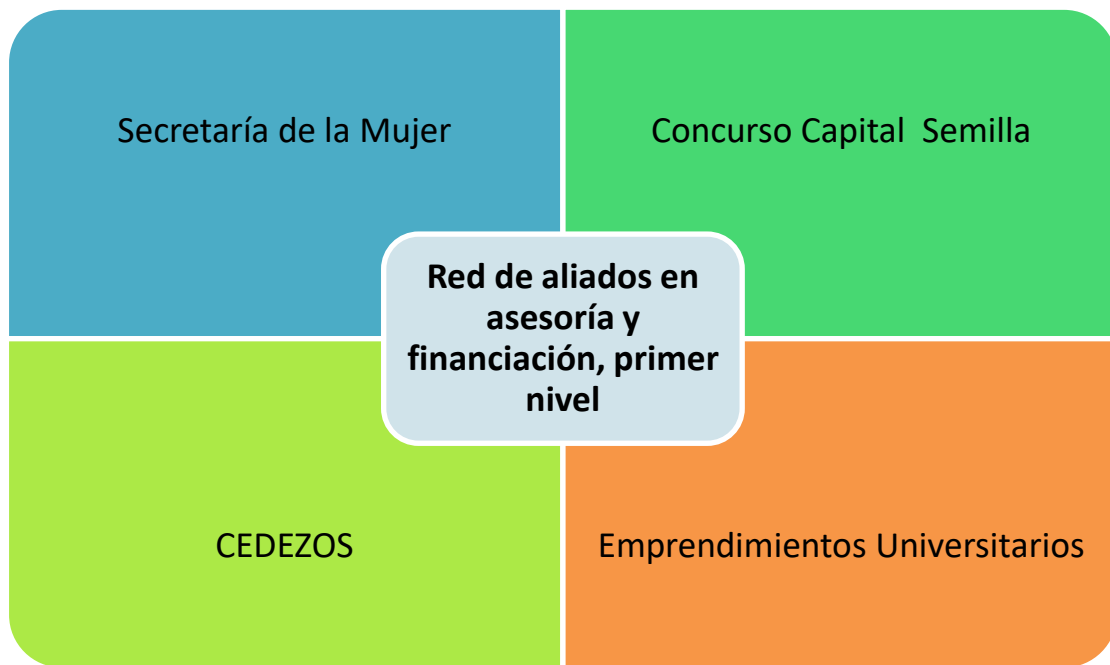 Secretaría de la Mujer
Concurso Capital  Semilla
Red de aliados en
asesoría y
financiación, primer
nivel
CEDEZOS
Emprendimientos Universitarios